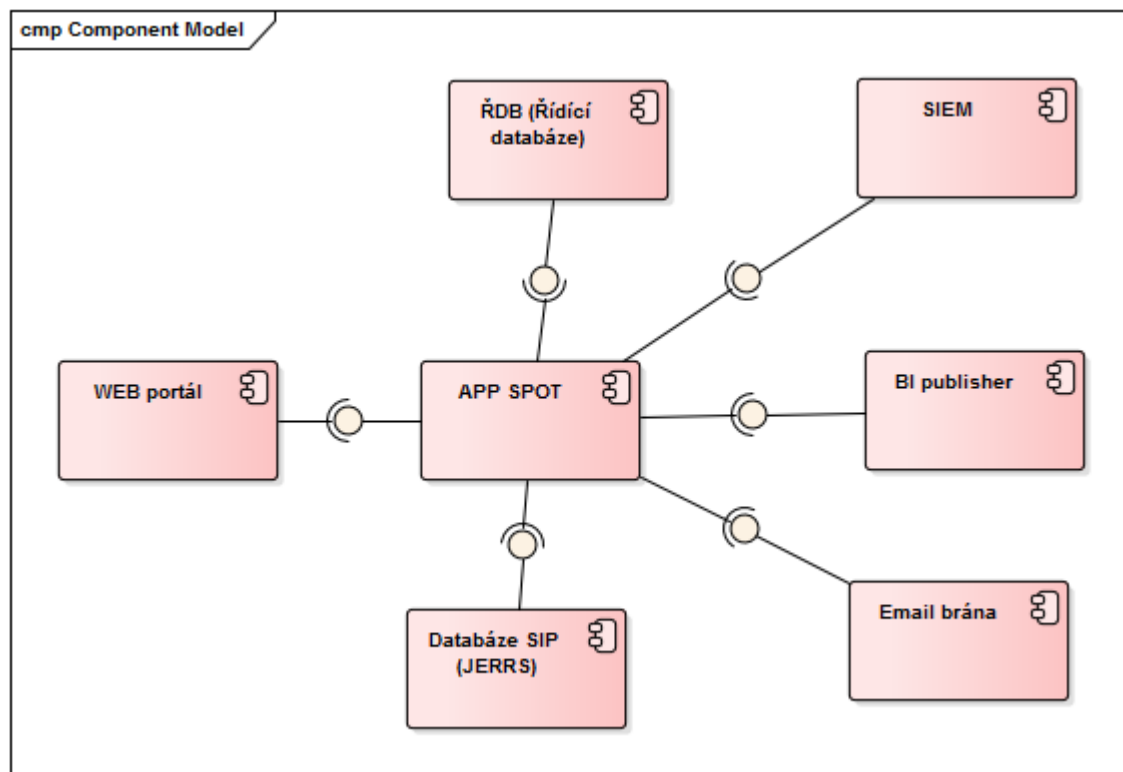 cmp Component Model
ŘDB (Řídící
databáze)
SIEM
WEB portál
APP SPOT
BI publisher
Databáze SIP
(JERRS)
Email brána